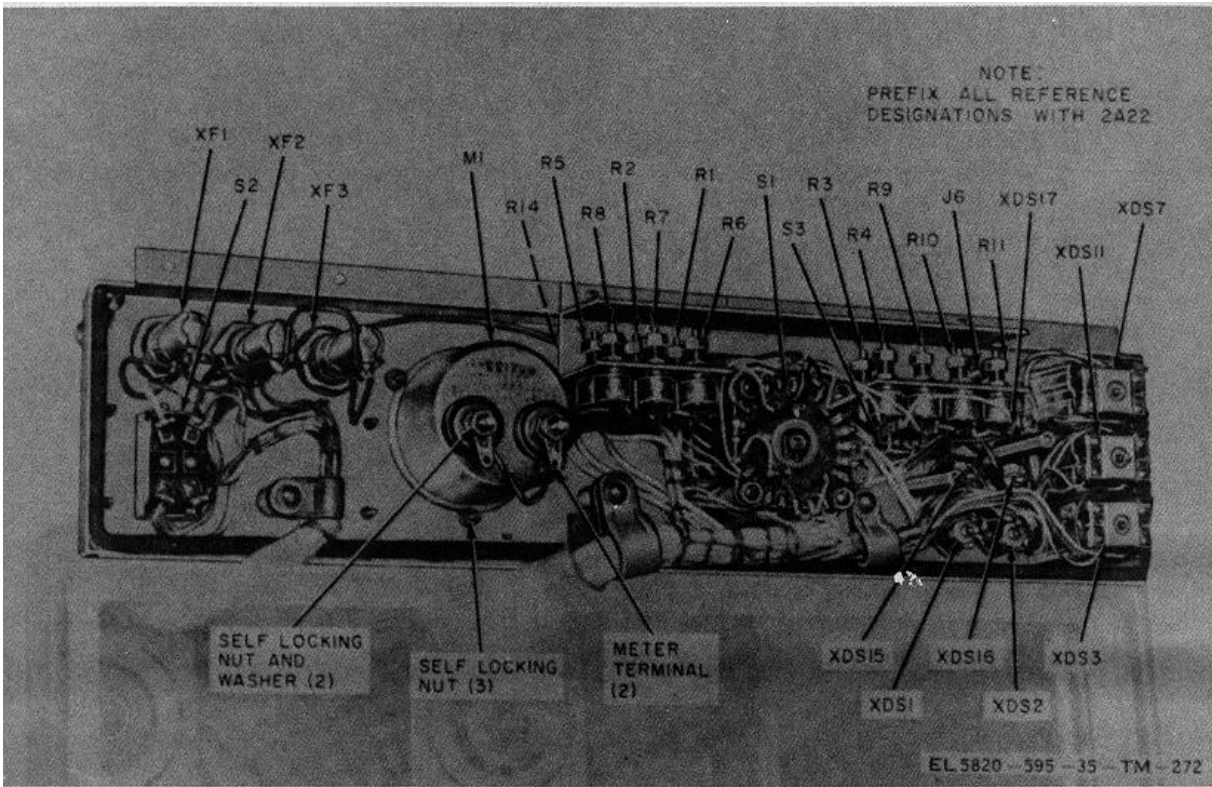 NOTE:
PREFIX ALL REFERENCE
DESIGNATIONS WITH 2A22
XF1
S2
XF2
XF3
M1
R14
R5
R8
R2
R7
R1
R6
S1
S3
R3
R4
R9
R10
J6
R11
XDS17
XDS11
XDS7
SELF LOCKING
NUT AND
WASHER (2)
SELF LOCKING
NUT (3)
METER
TERMINAL
(2)
XDS15
XDS1
XDS16
XDS2
XDS3
EL 5820-595-35-TM-272